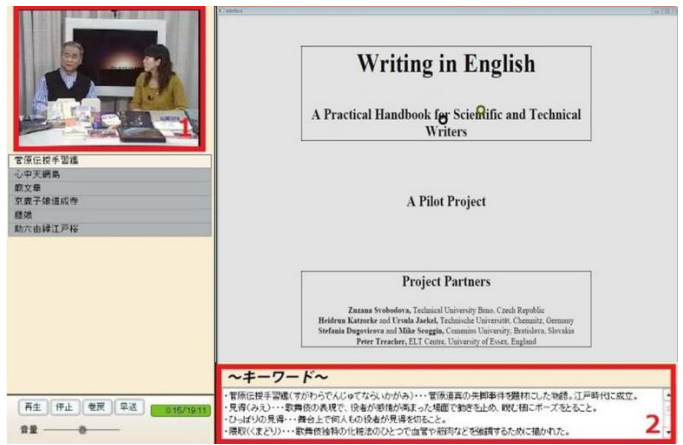 1
菅原伝授手習鑑
心中天網島
廓文章
京鹿子娘道成寺
鷺娘
助六由縁江戸桜
再生 停止 巻戻 早送 0:15/19:11
音量
interface
Writing in English
A Practical Handbook for Scientific and Technical
Writers
A Pilot Project
Project Partners
Zuzana Svobodova, Technical University Brno, Czech Republic
Heidrun Katzorke and Ursula Jaekel, Technische Universität, Chemnitz, Germany
Stefania Dugovicova and Mike Scoggin, Comenius University, Bratislava, Slovakia
Peter Treacher, ELT Centre, University of Essex, England
～キーワード～
・菅原伝授手習鑑(すがわらでんじゅてならいかがみ)・・・菅原道真の失脚事件を題材にした物語。江戸時代に成立。
・見得(みえ)・・・歌舞伎の表現で、役者が感情が高まった場面で動きを止め、睨む様にポーズをとること。
・ひっぱりの見得・・・舞台上で何人もの役者が見得を切ること。
・隈取(くまどり)・・・歌舞伎独特の化粧法のひとつで血管や筋肉などを強調するために描かれた。
2